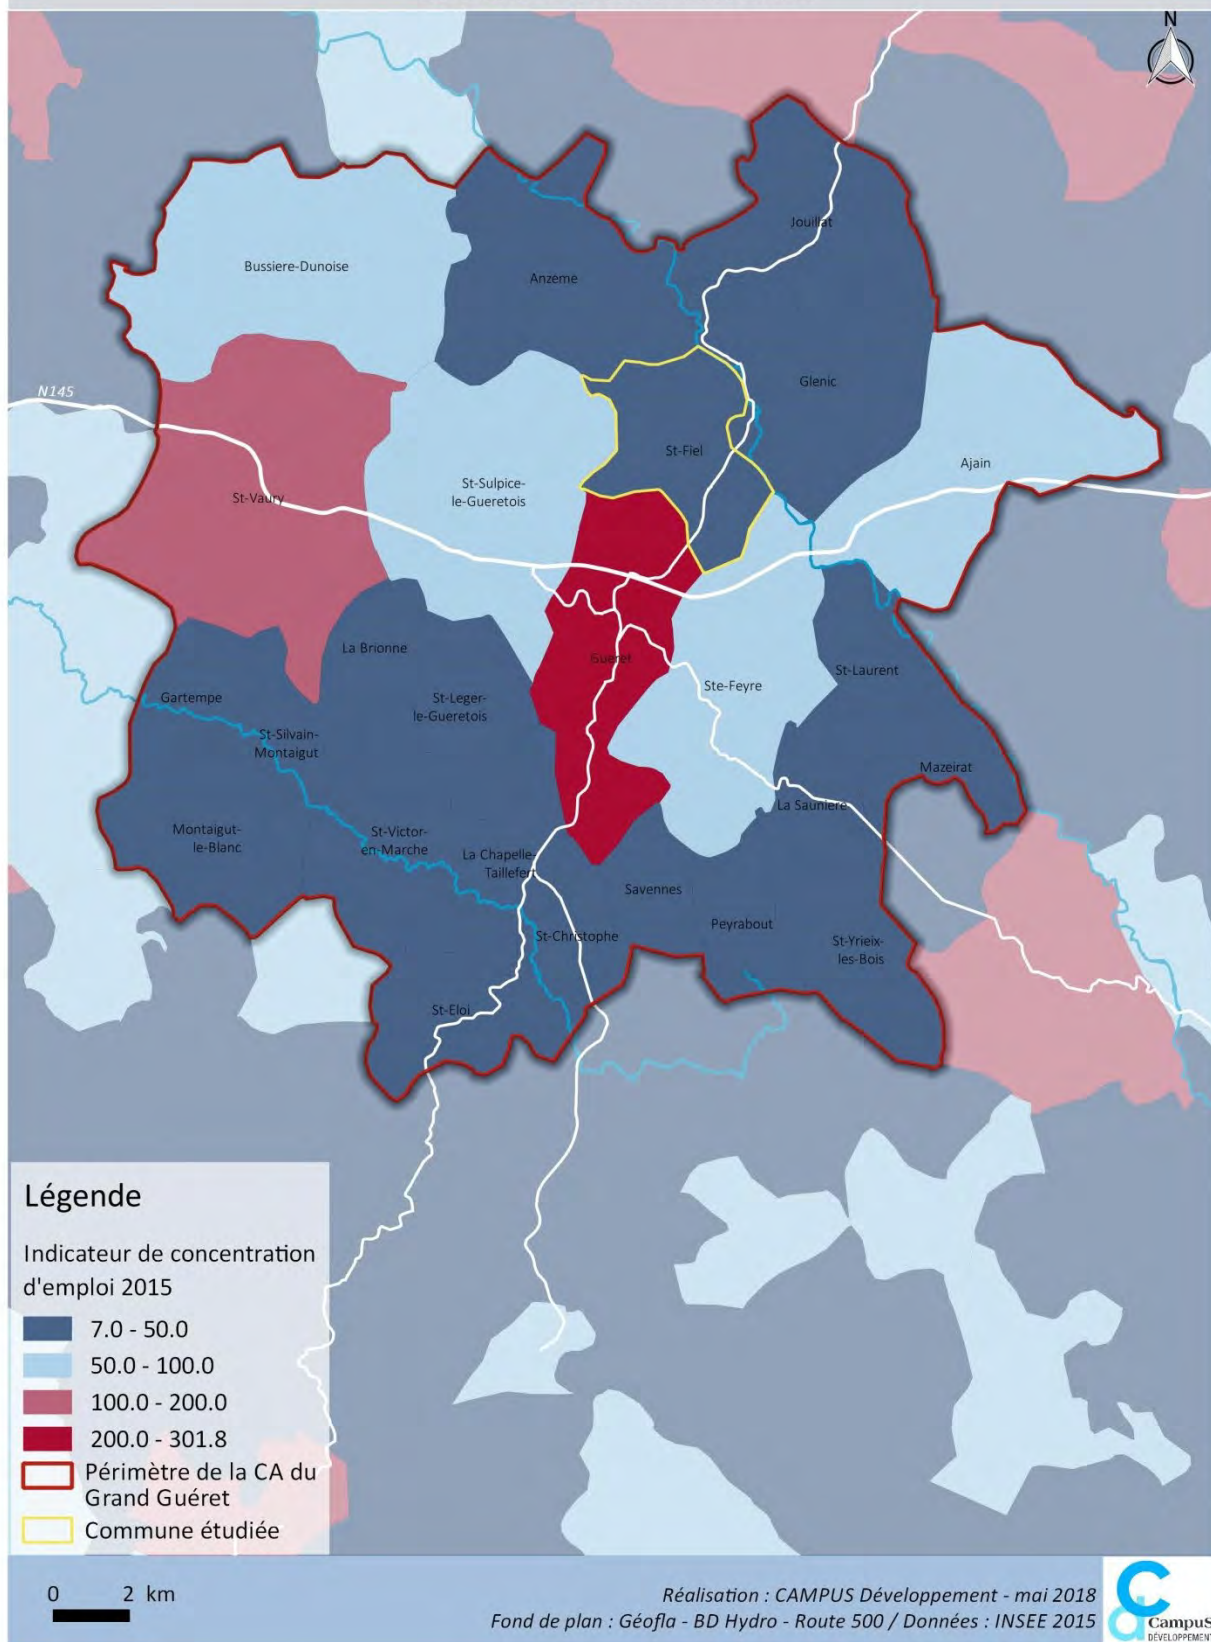 N
Jouillat
Bussiere-Dunoise
Anzeme
Glenic
N145
St-Fiel
Ajain
St-Sulpice-
le-Gueretois
St-Vaury
La Brionne
Gueret
St-Laurent
Ste-Feyre
Gartempe
St-Leger-
le-Gueretois
St-Silvain-
Montaigut
Mazeirat
La Sauniere
Montaigut-
le-Blanc
St-Victor-
en-Marche
La Chapelle-
Taillefert
Savennes
Peyrabout
St-Christophe
St-Yrieix-
les-Bois
St-Eloi
Légende
Indicateur de concentration
d'emploi 2015
7.0 - 50.0
50.0 - 100.0
100.0 - 200.0
200.0 - 301.8
Périmètre de la CA du
Grand Guéret
Commune étudiée
0 2 km
Réalisation : CAMPUS Développement - mai 2018
Fond de plan : Géofla - BD Hydro - Route 500 / Données : INSEE 2015
CampuS
DÉVELOPPEMENT